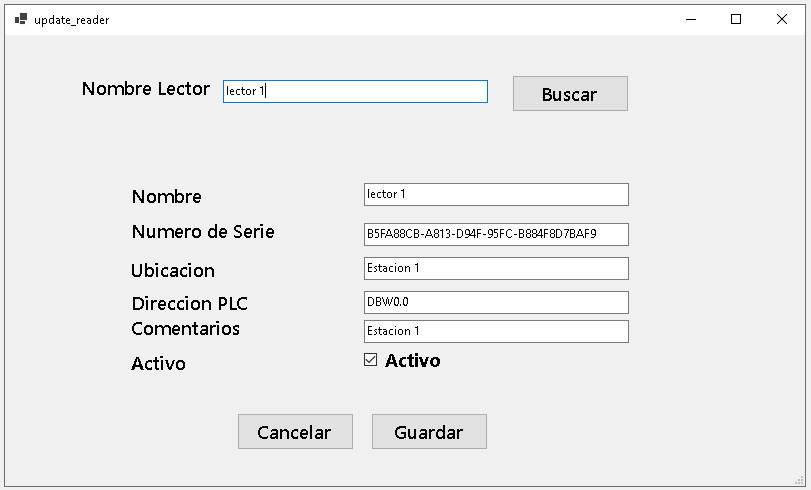 update_reader
Nombre Lector lector 1 Buscar
Nombre lector 1
Numero de Serie B5FA88CB-A813-D94F-95FC-B884F8D7BAF9
Ubicacion Estacion 1
Direccion PLC DBW0.0
Comentarios Estacion 1
Activo Activo
Cancelar Guardar